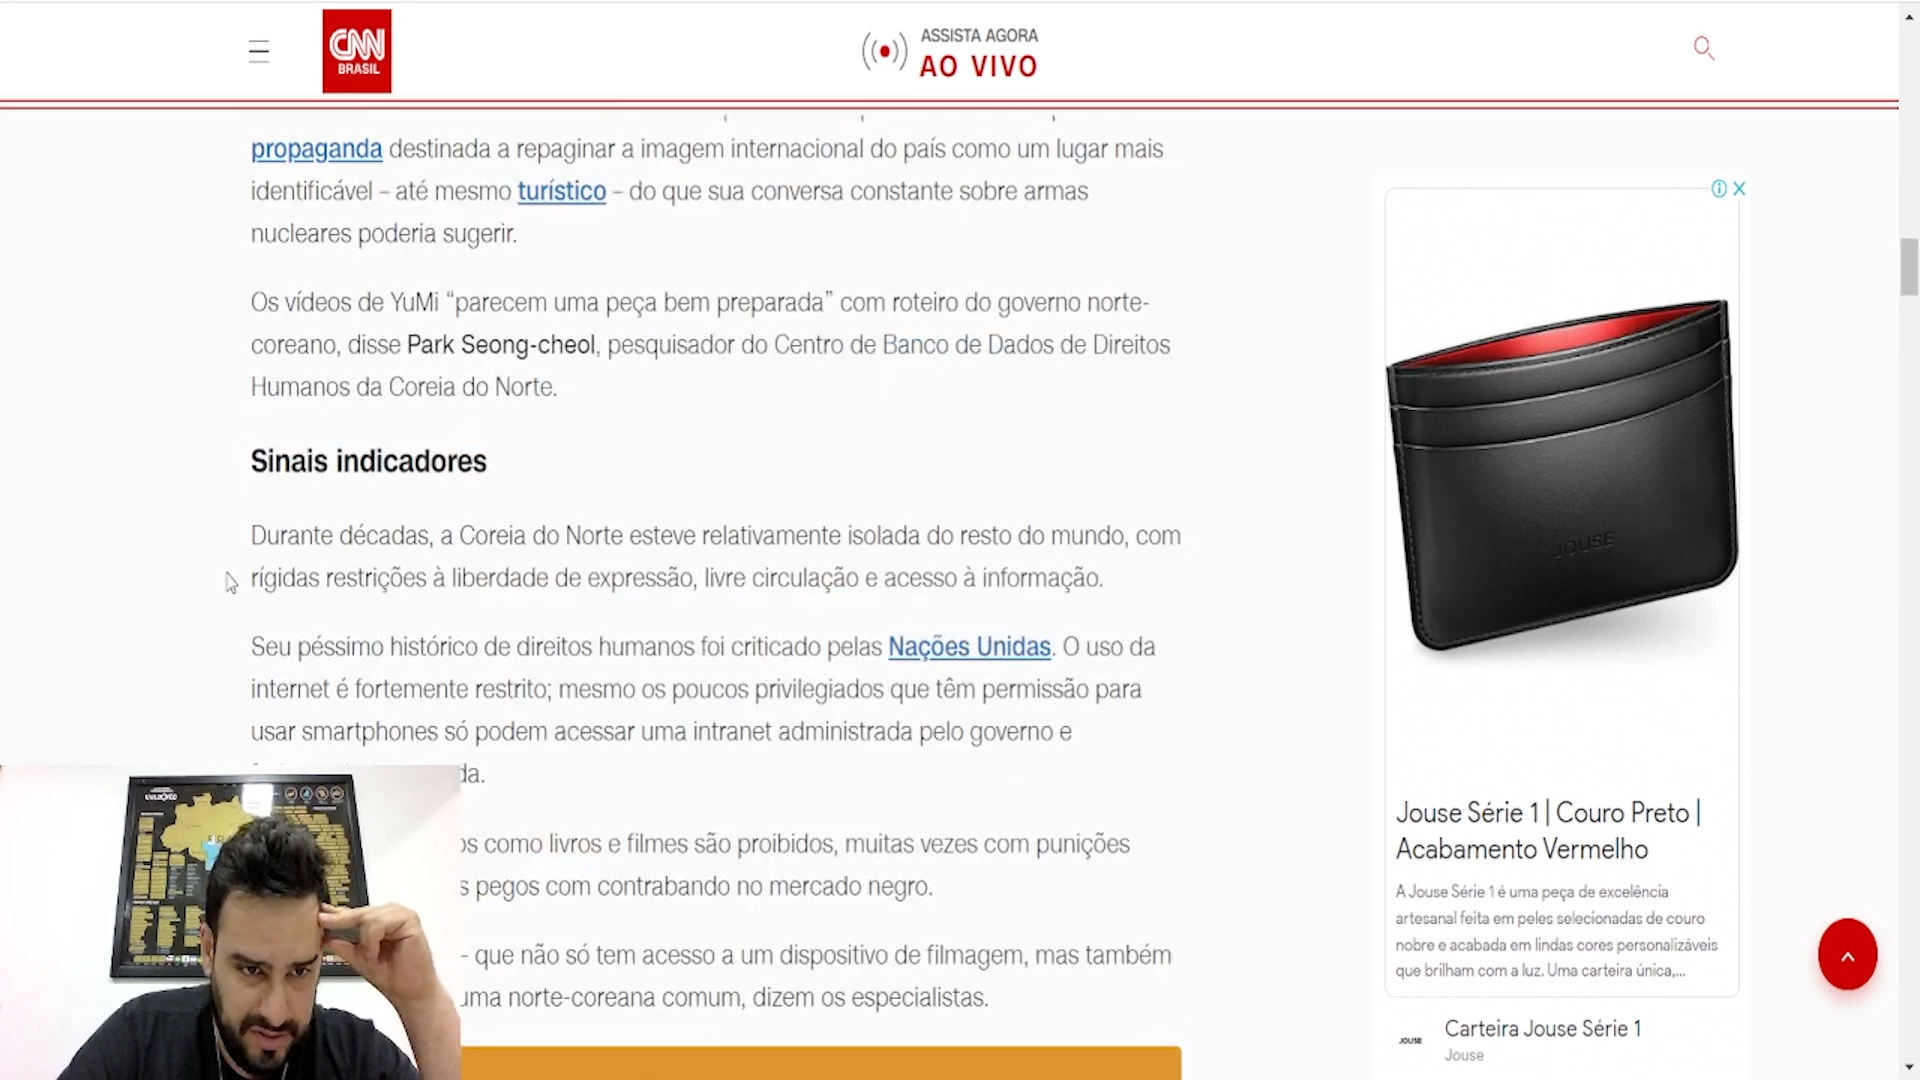 CNN
BRASIL
ASSISTA AGORA
AO VIVO
propaganda destinada a repaginar a imagem internacional do país como um lugar mais
identificável – até mesmo turístico – do que sua conversa constante sobre armas
nucleares poderia sugerir.
Os vídeos de YuMi “parecem uma peça bem preparada” com roteiro do governo norte-
coreano, disse Park Seong-cheol, pesquisador do Centro de Banco de Dados de Direitos
Humanos da Coreia do Norte.
Sinais indicadores
Durante décadas, a Coreia do Norte esteve relativamente isolada do resto do mundo, com
rígidas restrições à liberdade de expressão, livre circulação e acesso à informação.
Seu péssimo histórico de direitos humanos foi criticado pelas Nações Unidas. O uso da
internet é fortemente restrito; mesmo os poucos privilegiados que têm permissão para
usar smartphones só podem acessar uma intranet administrada pelo governo e
da.
os como livros e filmes são proibidos, muitas vezes com punições
s pegos com contrabando no mercado negro.
– que não só tem acesso a um dispositivo de filmagem, mas também
uma norte-coreana comum, dizem os especialistas.
JOUSE
Jouse Série 1 | Couro Preto |
Acabamento Vermelho
A Jouse Série 1 é uma peça de excelência
artesanal feita em peles selecionadas de couro
nobre e acabada em lindas cores personalizáveis
que brilham com a luz. Uma carteira única,...
JOUSE
Carteira Jouse Série 1
Jouse